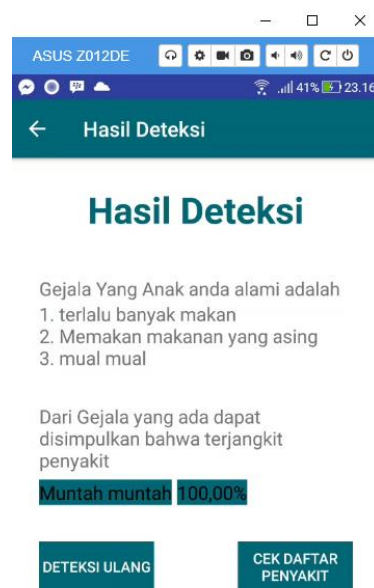 ASUS Z012DE
41% 23.16
Hasil Deteksi
Hasil Deteksi
Gejala Yang Anak anda alami adalah
1. terlalu banyak makan
2. Memakan makanan yang asing
3. mual mual
Dari Gejala yang ada dapat
disimpulkan bahwa terjangkit
penyakit
Muntah muntah 100,00%
DETEKSI ULANG
CEK DAFTAR
PENYAKIT